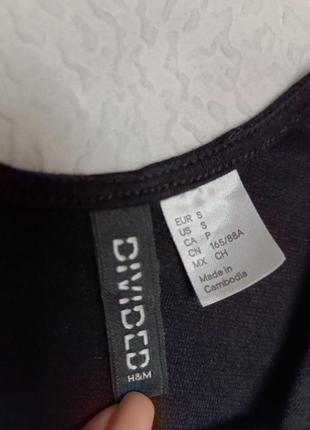 DIVIDED
H&M
EUR S
US S
CA P
CN 165/88A
MX CH
Made in
Cambodia